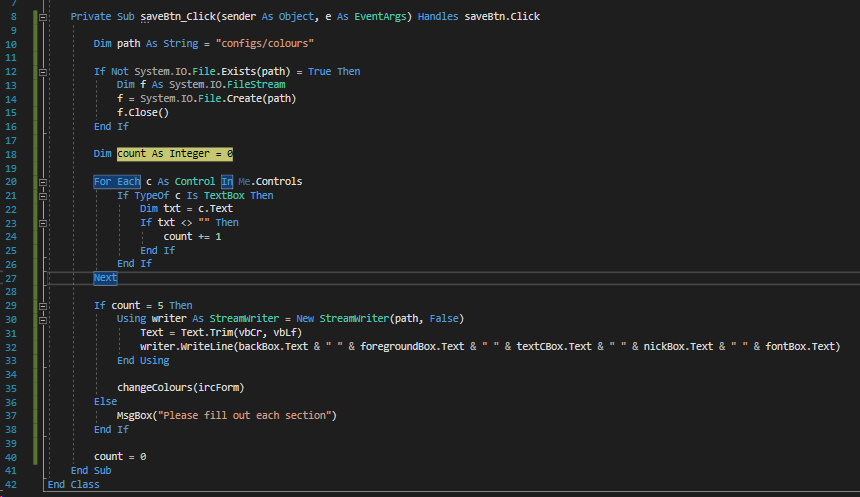 7
8 Private Sub saveBtn_Click(sender As Object, e As EventArgs) Handles saveBtn.Click
9
10 Dim path As String = "configs/colours"
11
12 If Not System.IO.File.Exists(path) = True Then
13 Dim f As System.IO.FileStream
14 f = System.IO.File.Create(path)
15 f.Close()
16 End If
17
18 Dim count As Integer = 0
19
20 For Each c As Control In Me.Controls
21 If TypeOf c Is TextBox Then
22 Dim txt = c.Text
23 If txt <> "" Then
24 count += 1
25 End If
26 End If
27 Next
28
29 If count = 5 Then
30 Using writer As StreamWriter = New StreamWriter(path, False)
31 Text = Text.Trim(vbCr, vbLf)
32 writer.WriteLine(backBox.Text & " " & foregroundBox.Text & " " & textCBox.Text & " " & nickBox.Text & " " & fontBox.Text)
33 End Using
34
35 changeColours(ircForm)
36 Else
37 MsgBox("Please fill out each section")
38 End If
39
40 count = 0
41 End Sub
42 End Class